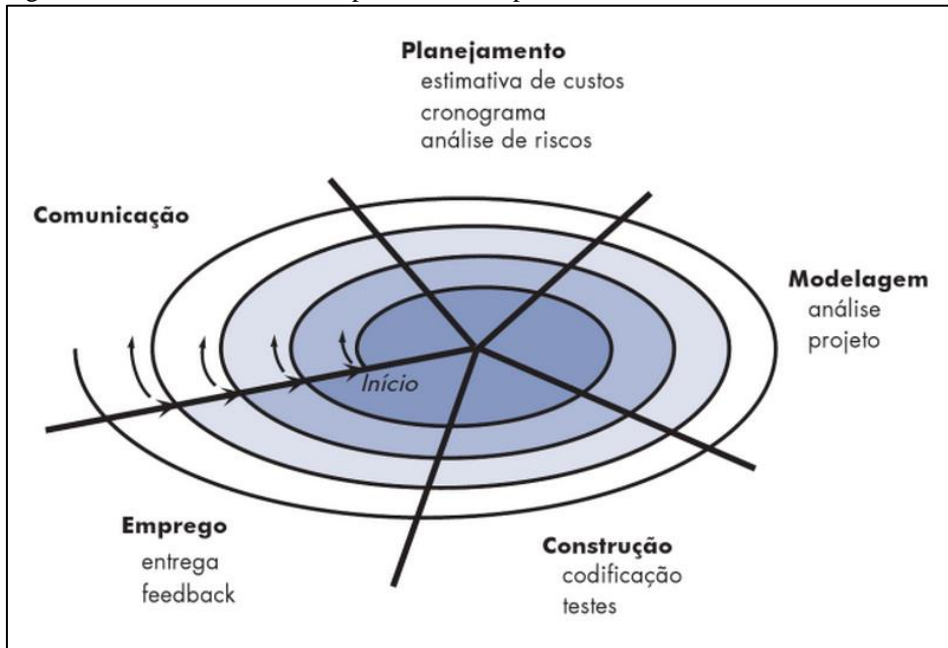 Planejamento
estimativa de custos
cronograma
análise de riscos
Comunicação
Modelagem
análise
projeto
Início
Emprego
entrega
feedback
Construção
codificação
testes